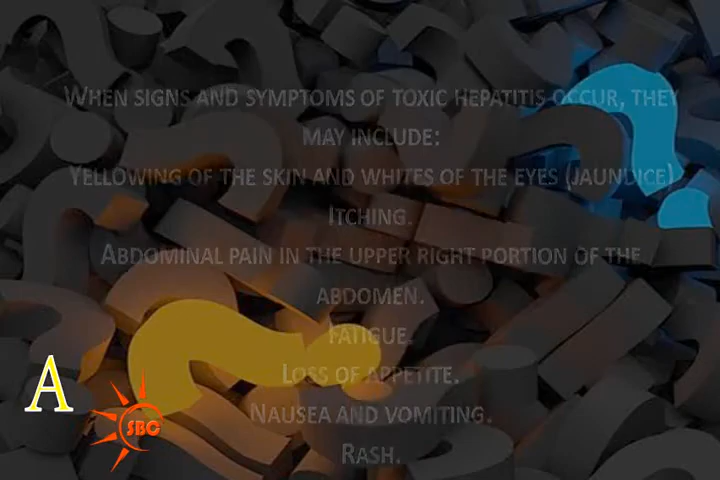 When signs and symptoms of toxic hepatitis occur, they
may include:
Yellowing of the skin and whites of the eyes (jaundice)
Itching.
Abdominal pain in the upper right portion of the
abdomen.
Fatigue.
Loss of appetite.
Nausea and vomiting.
Rash.
A
SBC